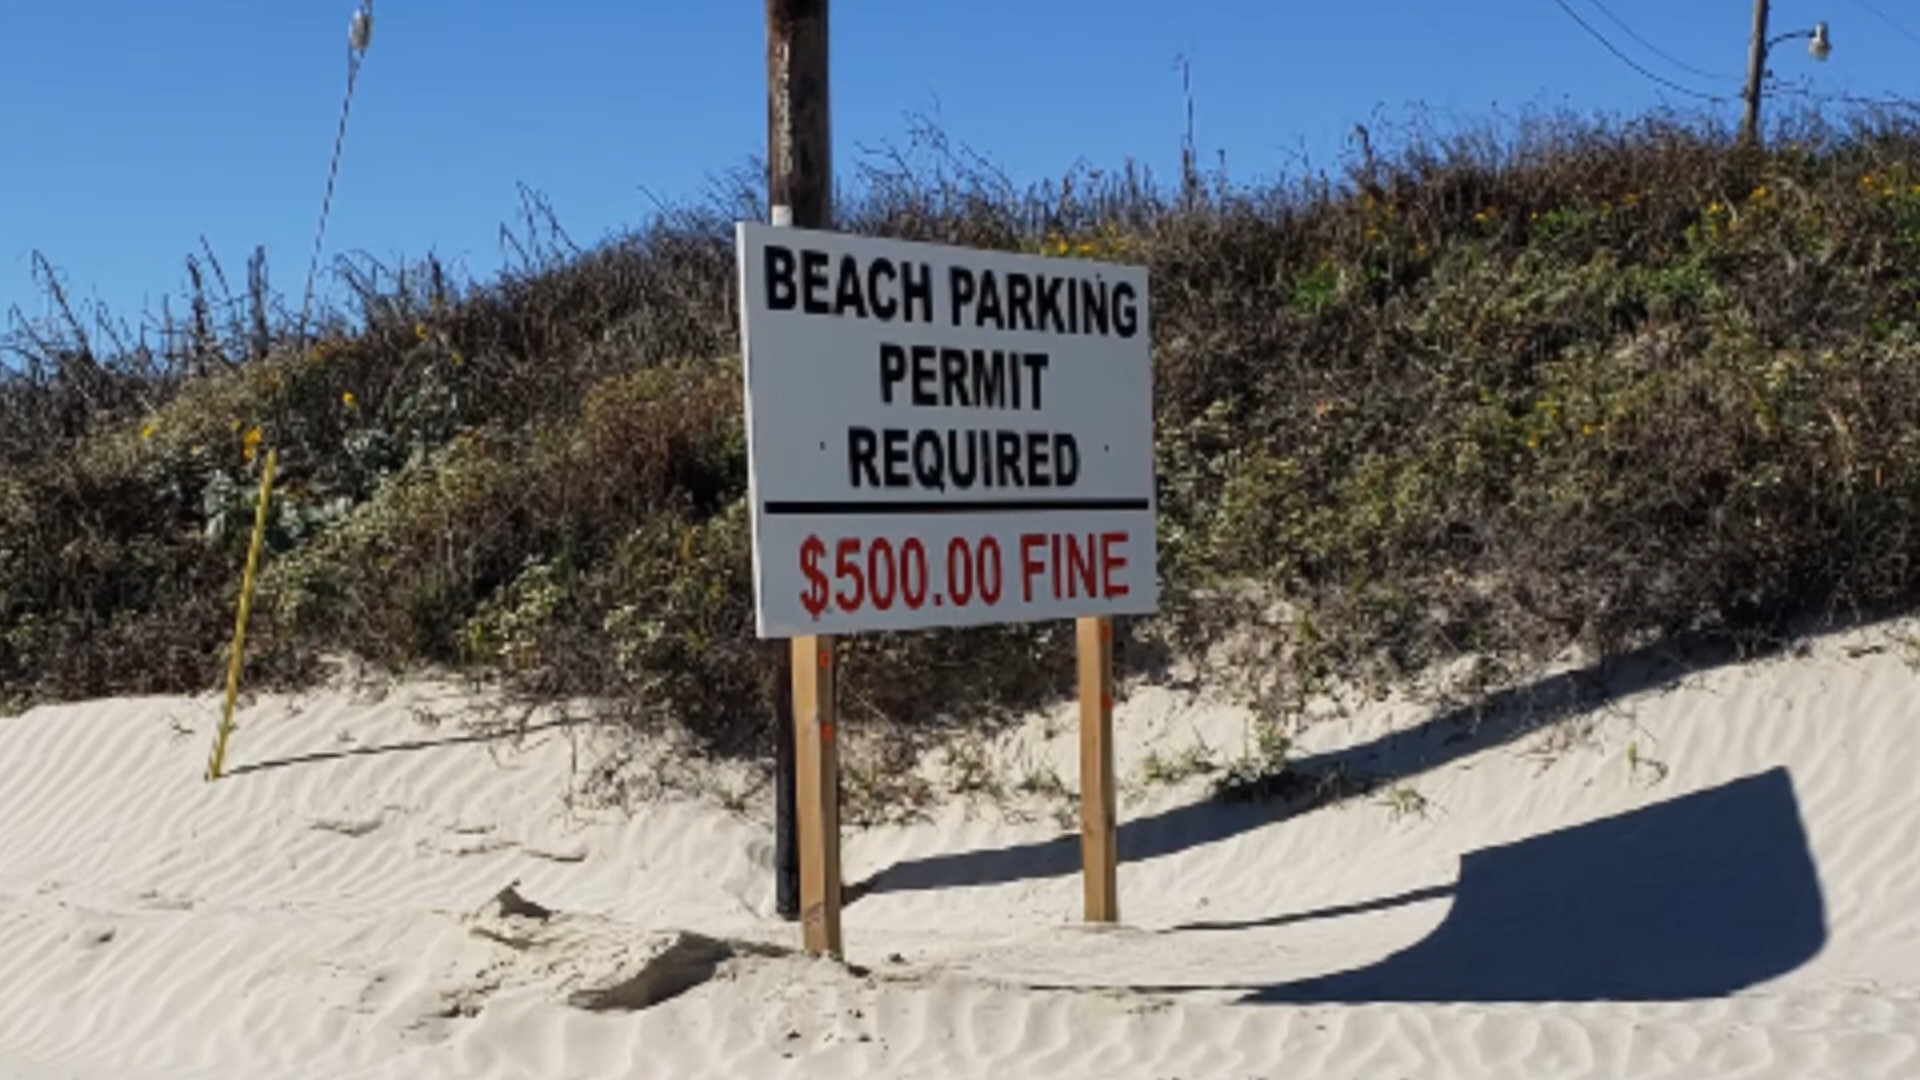 BEACH PARKING
PERMIT
REQUIRED
$500.00 FINE